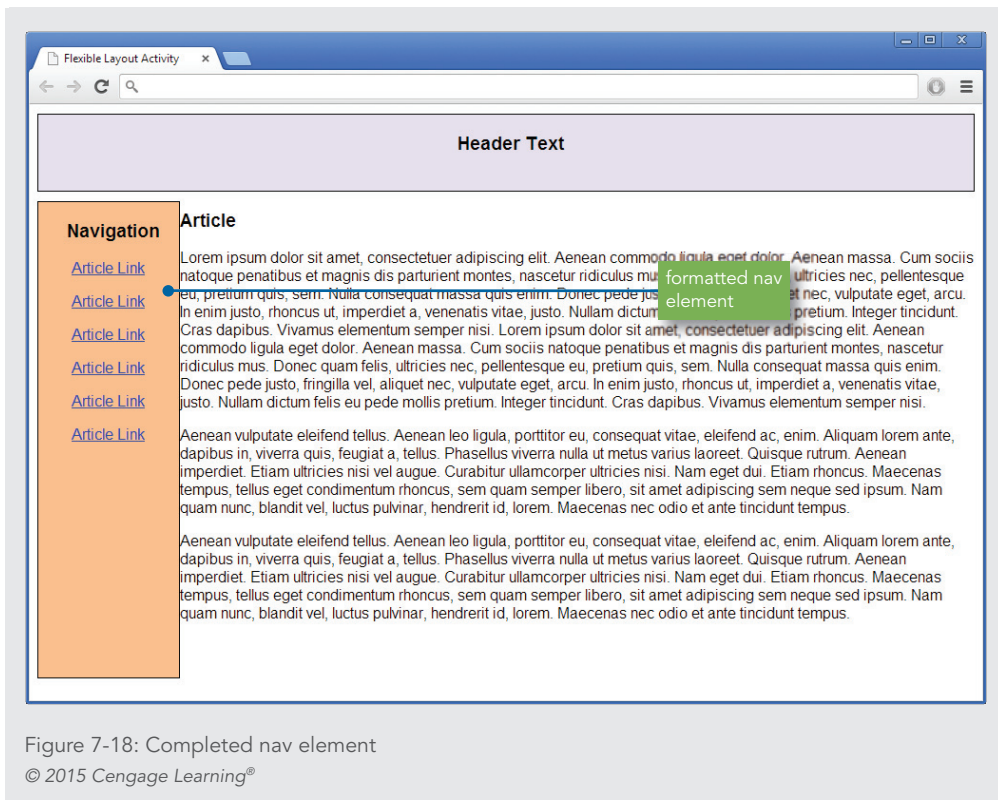 Flexible Layout Activity
Header Text
Navigation
Article Link
Article Link
Article Link
Article Link
Article Link
Article Link
Article
Lorem ipsum dolor sit amet, consectetuer adipiscing elit. Aenean commodo ligula eget dolor. Aenean massa. Cum sociis
natoque penatibus et magnis dis parturient montes, nascetur ridiculus mus ultricies nec, pellentesque
eu, pretium quis, sem. Nulla consequat massa quis enim. Donec pede jus et nec, vulputate eget, arcu.
In enim justo, rhoncus ut, imperdiet a, venenatis vitae, justo. Nullam dictum pretium. Integer tincidunt.
Cras dapibus. Vivamus elementum semper nisi. Lorem ipsum dolor sit amet, consectetuer adipiscing elit. Aenean
commodo ligula eget dolor. Aenean massa. Cum sociis natoque penatibus et magnis dis parturient montes, nascetur
ridiculus mus. Donec quam felis, ultricies nec, pellentesque eu, pretium quis, sem. Nulla consequat massa quis enim.
Donec pede justo, fringilla vel, aliquet nec, vulputate eget, arcu. In enim justo, rhoncus ut, imperdiet a, venenatis vitae,
justo. Nullam dictum felis eu pede mollis pretium. Integer tincidunt. Cras dapibus. Vivamus elementum semper nisi.
Aenean vulputate eleifend tellus. Aenean leo ligula, porttitor eu, consequat vitae, eleifend ac, enim. Aliquam lorem ante,
dapibus in, viverra quis, feugiat a, tellus. Phasellus viverra nulla ut metus varius laoreet. Quisque rutrum. Aenean
imperdiet. Etiam ultricies nisi vel augue. Curabitur ullamcorper ultricies nisi. Nam eget dui. Etiam rhoncus. Maecenas
tempus, tellus eget condimentum rhoncus, sem quam semper libero, sit amet adipiscing sem neque sed ipsum. Nam
quam nunc, blandit vel, luctus pulvinar, hendrerit id, lorem. Maecenas nec odio et ante tincidunt tempus.
Aenean vulputate eleifend tellus. Aenean leo ligula, porttitor eu, consequat vitae, eleifend ac, enim. Aliquam lorem ante,
dapibus in, viverra quis, feugiat a, tellus. Phasellus viverra nulla ut metus varius laoreet. Quisque rutrum. Aenean
imperdiet. Etiam ultricies nisi vel augue. Curabitur ullamcorper ultricies nisi. Nam eget dui. Etiam rhoncus. Maecenas
tempus, tellus eget condimentum rhoncus, sem quam semper libero, sit amet adipiscing sem neque sed ipsum. Nam
quam nunc, blandit vel, luctus pulvinar, hendrerit id, lorem. Maecenas nec odio et ante tincidunt tempus.
formatted nav
element
Figure 7-18: Completed nav element
© 2015 Cengage Learning®